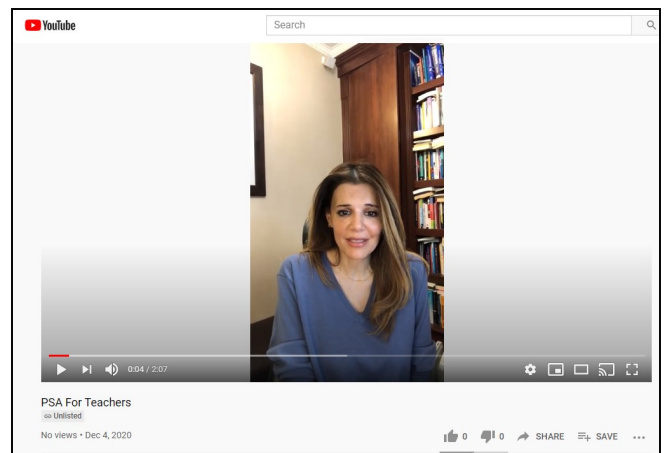 YouTube
Search
0:04 / 2:07
PSA For Teachers
Unlisted
No views • Dec 4, 2020
0 0 SHARE SAVE